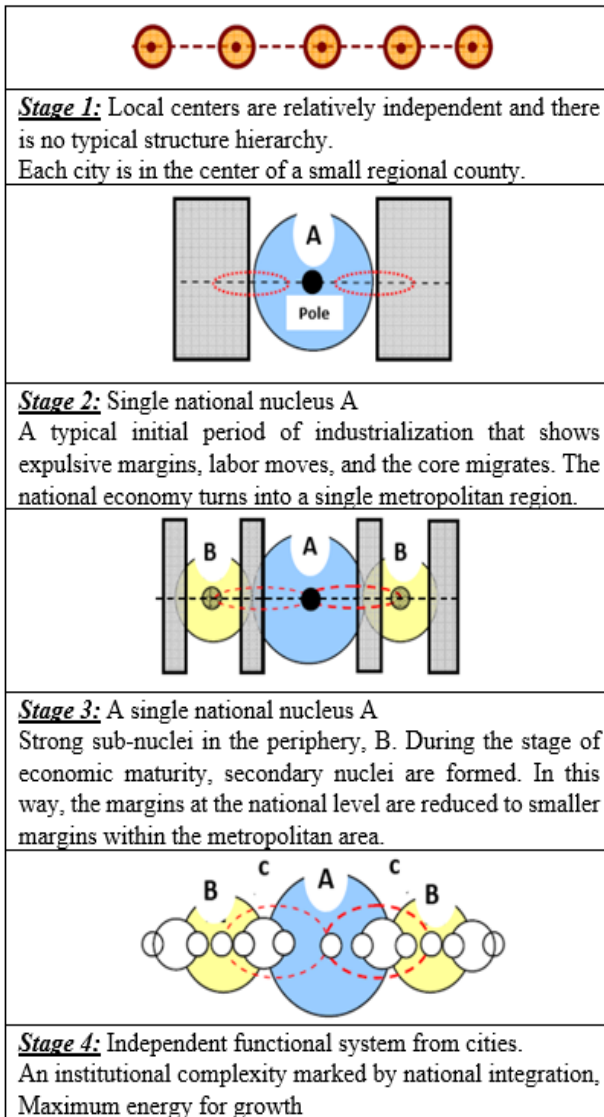 Stage 1: Local centers are relatively independent and there
is no typical structure hierarchy.
Each city is in the center of a small regional county.
A
Pole
Stage 2: Single national nucleus A
A typical initial period of industrialization that shows
expulsive margins, labor moves, and the core migrates. The
national economy turns into a single metropolitan region.
B A B
Stage 3: A single national nucleus A
Strong sub-nuclei in the periphery, B. During the stage of
economic maturity, secondary nuclei are formed. In this
way, the margins at the national level are reduced to smaller
margins within the metropolitan area.
B c A c B
Stage 4: Independent functional system from cities.
An institutional complexity marked by national integration,
Maximum energy for growth